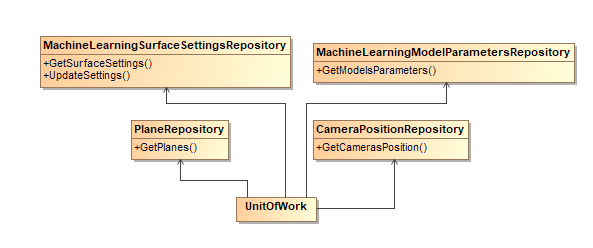 MachineLearningSurfaceSettingsRepository
+GetSurfaceSettings()
+UpdateSettings()
MachineLearningModelParametersRepository
+GetModelsParameters()
PlaneRepository
+GetPlanes()
CameraPositionRepository
+GetCamerasPosition()
UnitOfWork